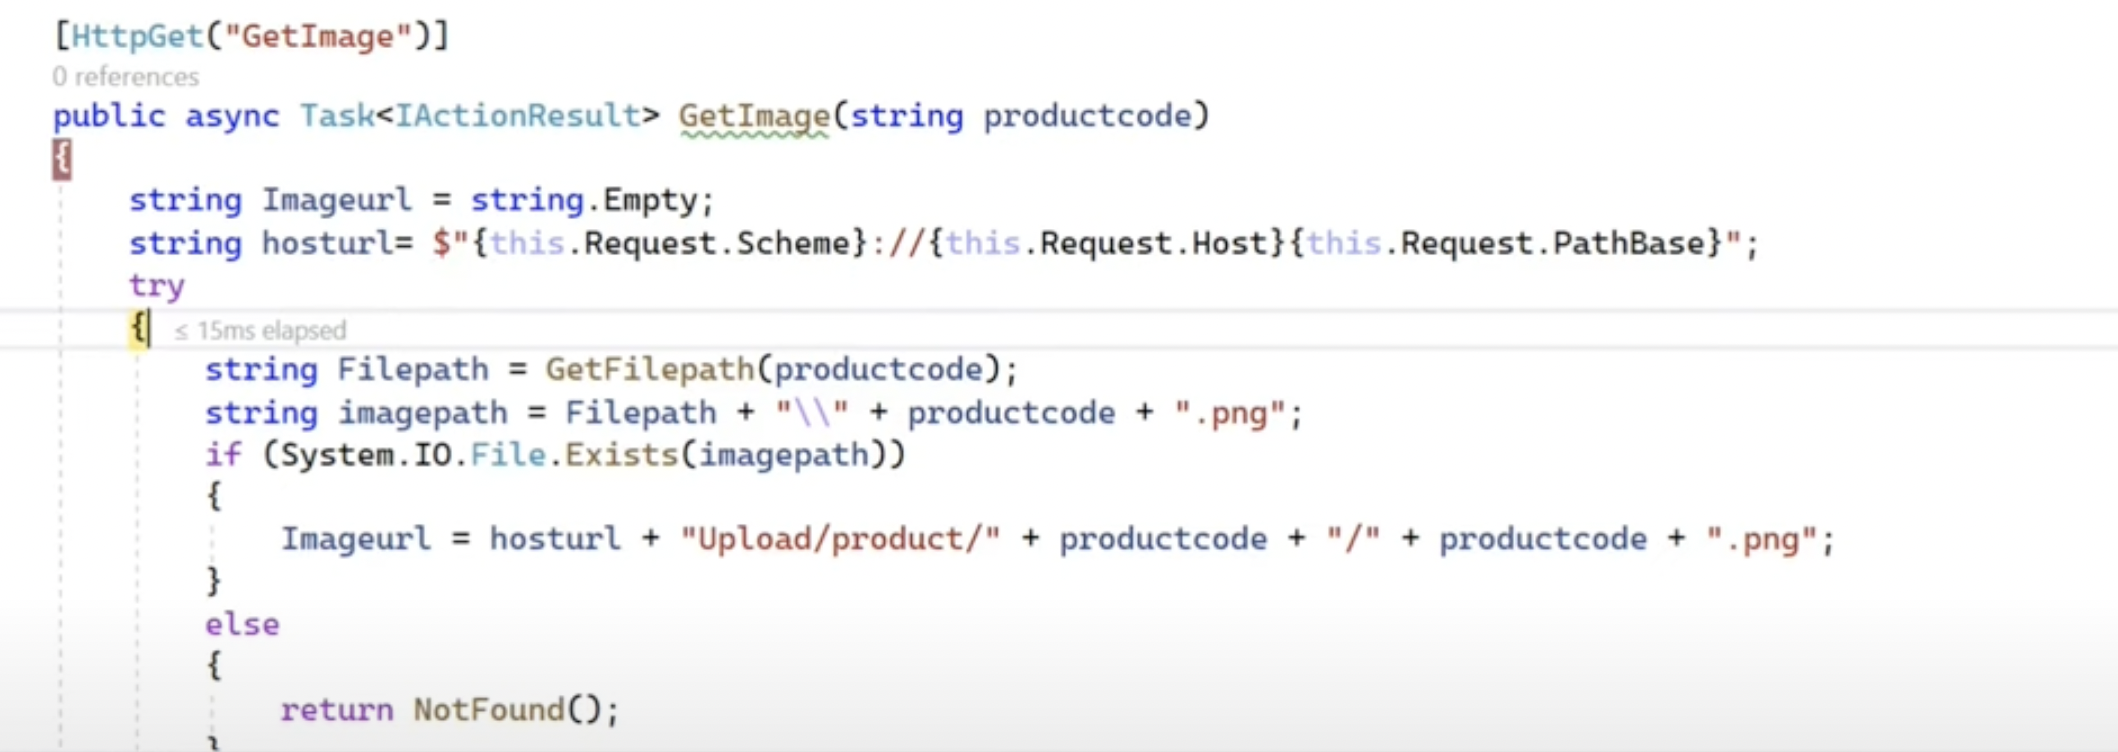 [HttpGet("GetImage")]
0 references
public async Task<IActionResult> GetImage(string productcode)
{
string Imageurl = string.Empty;
string hosturl= $"{this.Request.Scheme}://{this.Request.Host}{this.Request.PathBase}";
try
{ ≤ 15ms elapsed
string Filepath = GetFilepath(productcode);
string imagepath = Filepath + "\\" + productcode + ".png";
if (System.IO.File.Exists(imagepath))
{
Imageurl = hosturl + "Upload/product/" + productcode + "/" + productcode + ".png";
}
else
{
return NotFound();
}